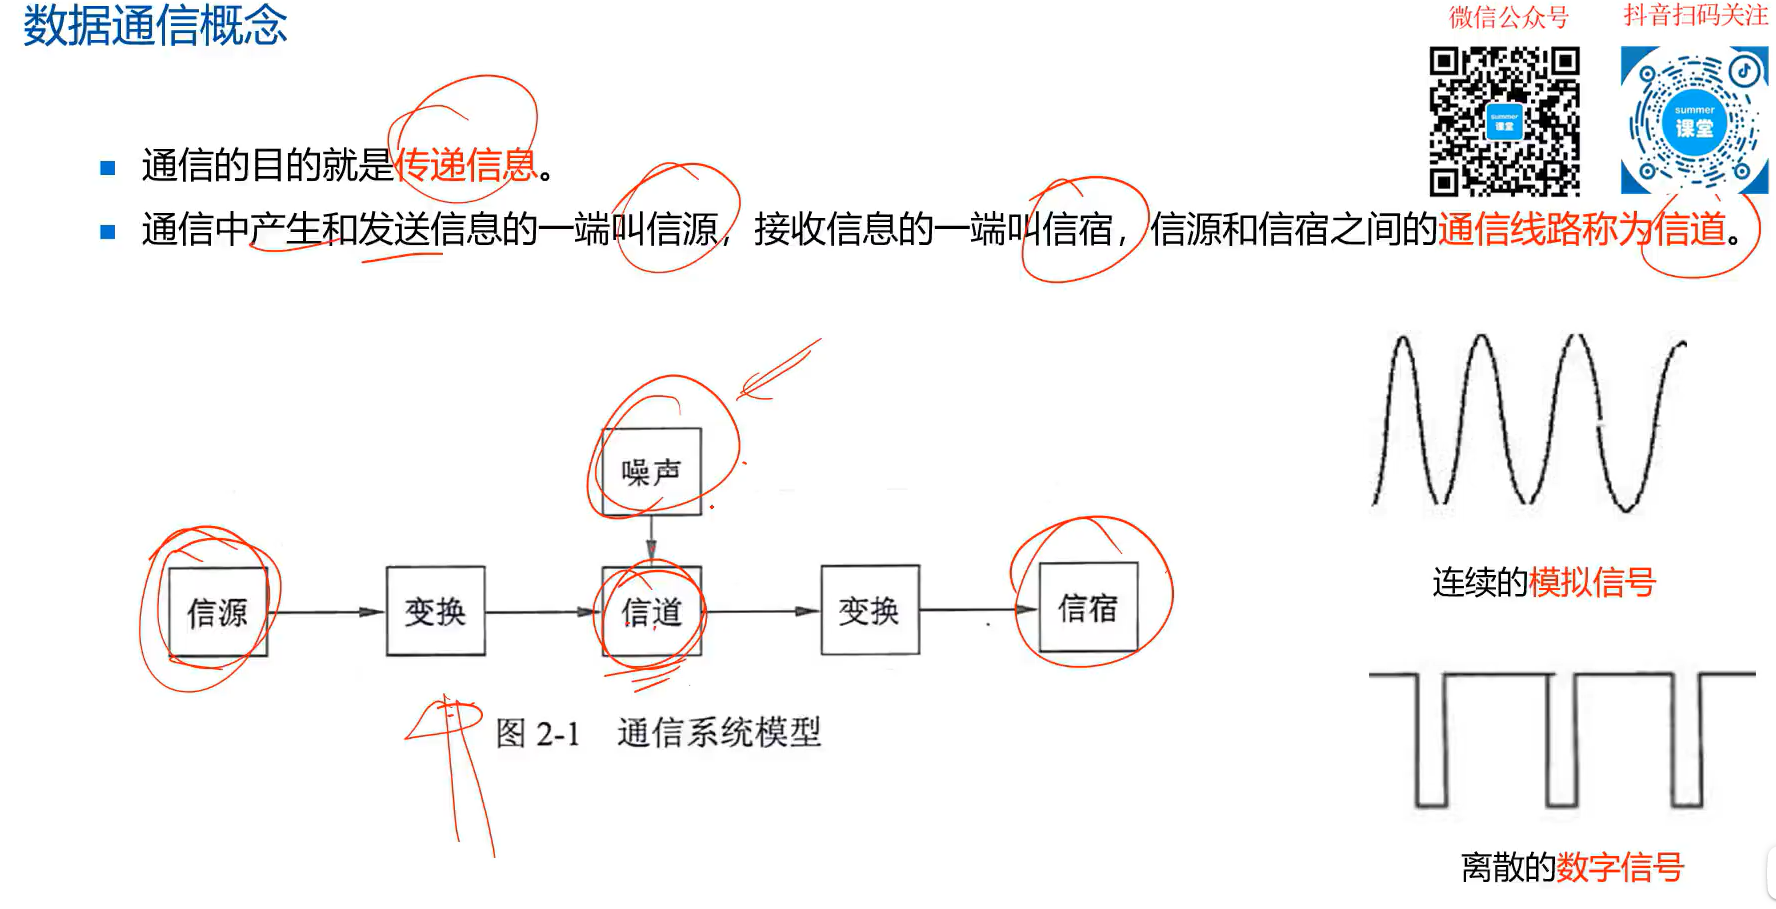 数据通信概念
微信公众号
抖音扫码关注
summer
课堂
summer
课堂
通信的目的就是传递信息。
通信中产生和发送信息的一端叫信源，接收信息的一端叫信宿，信源和信宿之间的通信线路称为信道。
噪声
信源
变换
信道
变换
信宿
图 2-1 通信系统模型
连续的模拟信号
离散的数字信号